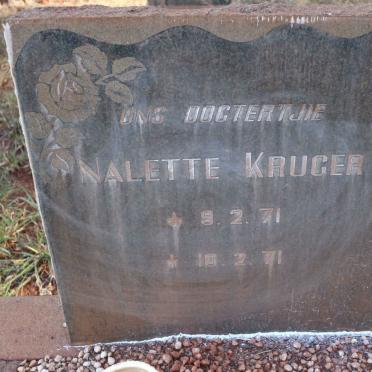 ONS DOGTERTJIE
NALETTE KRUGER
* 9. 2. 71
* 10. 2. 71